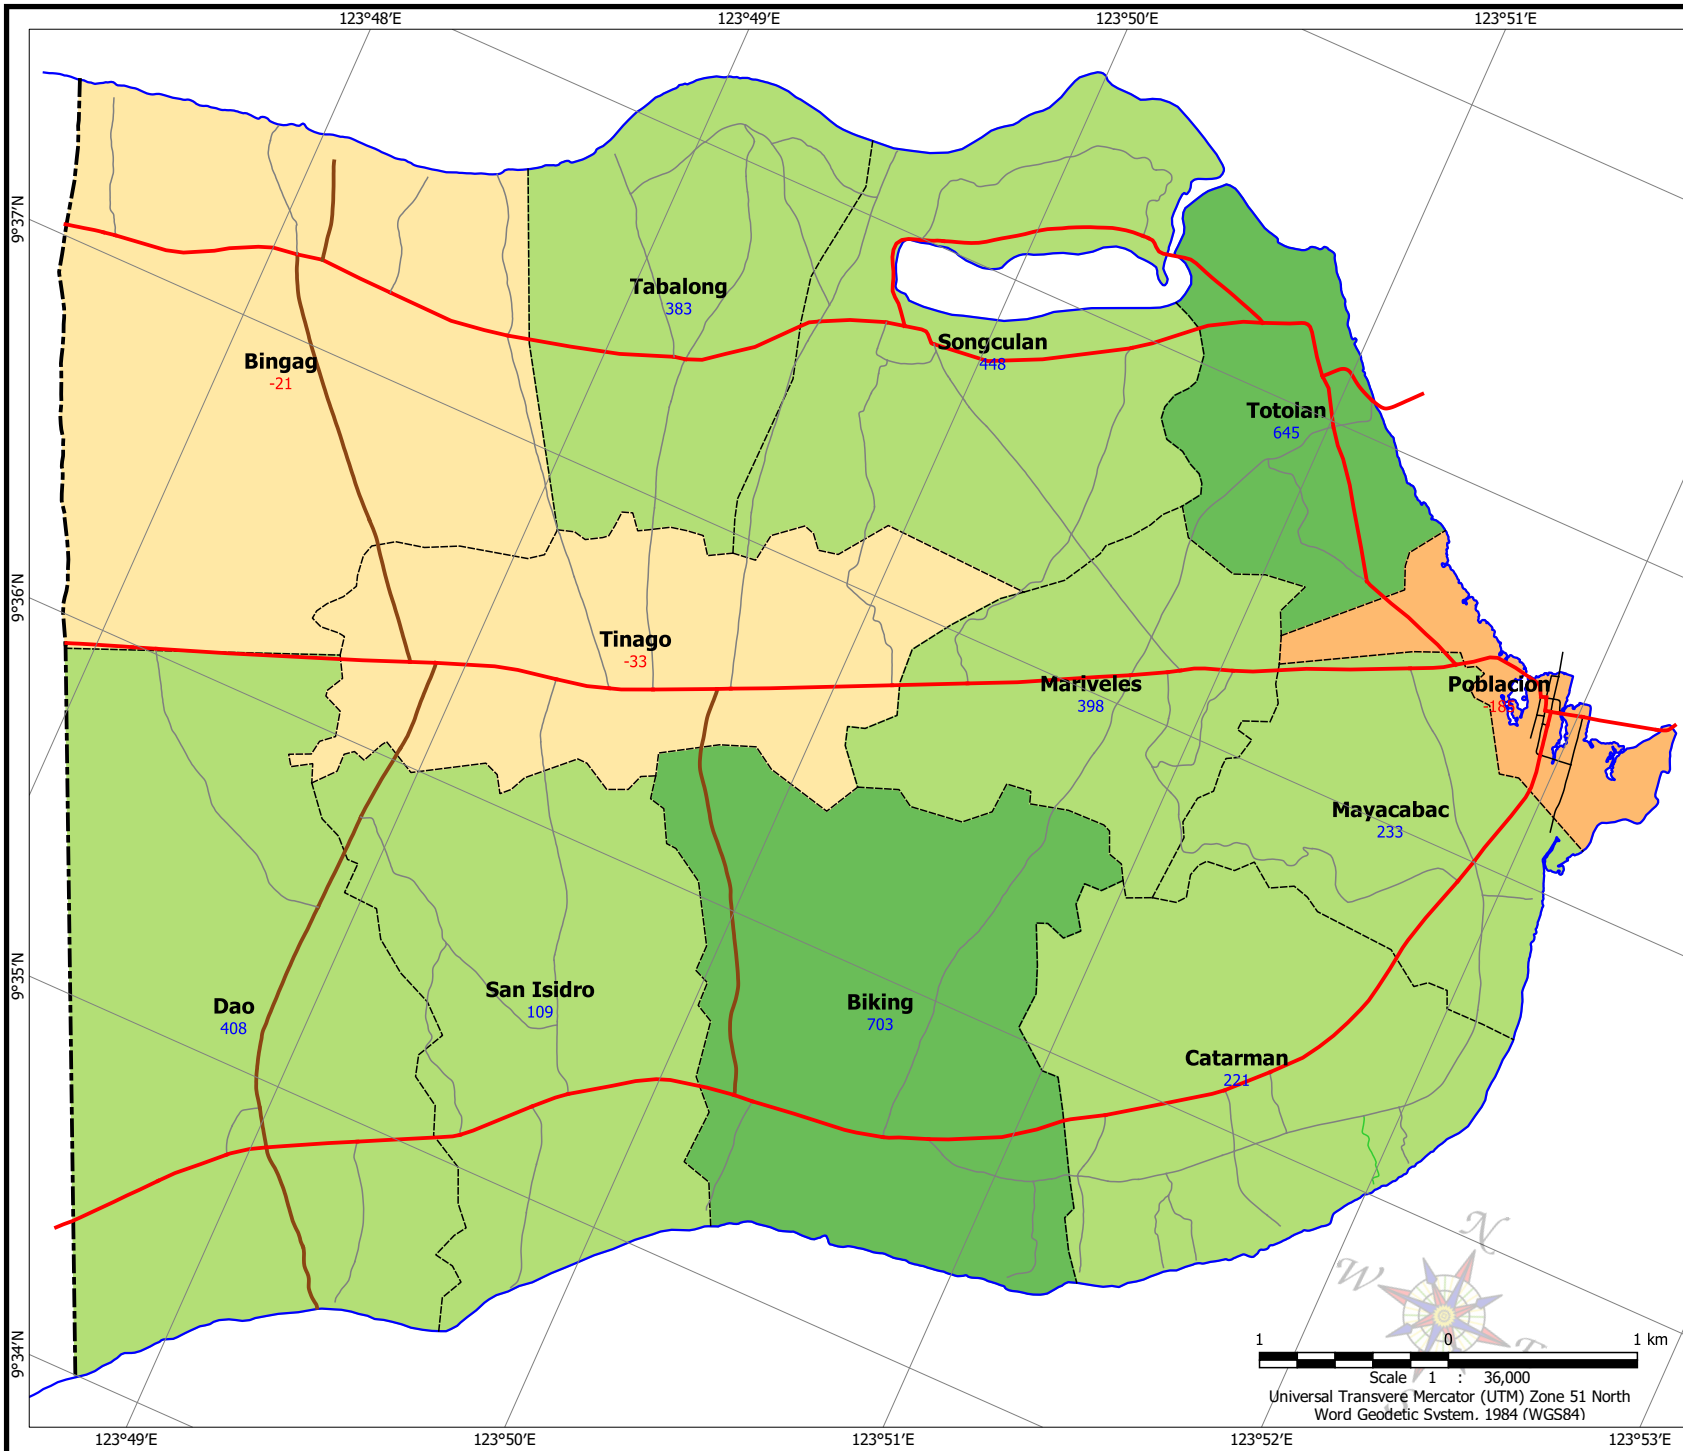 123°48'E
123°49'E
123°50'E
123°51'E
9°37'N
9°36'N
9°35'N
9°34'N
Tabalong
383
Songculan
448
Bingag
-21
Totolan
645
Tinago
-33
Mariveles
398
Poblacion
Mayacabac
233
Dao
408
San Isidro
109
Biking
703
Catarman
221
N
W
1 0 1 km
Scale 1 : 36,000
Universal Transvere Mercator (UTM) Zone 51 North
Word Geodetic System, 1984 (WGS84)
123°49'E
123°50'E
123°51'E
123°52'E
123°53'E